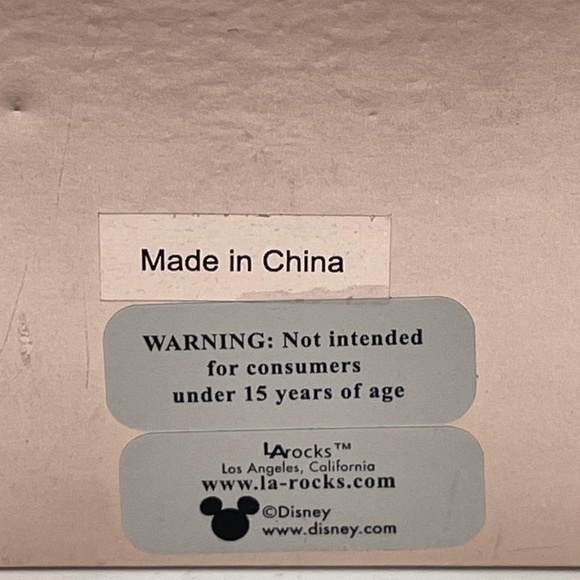 Made in China
WARNING: Not intended
for consumers
under 15 years of age
LArocks™
Los Angeles, California
www.la-rocks.com
©Disney
www.disney.com